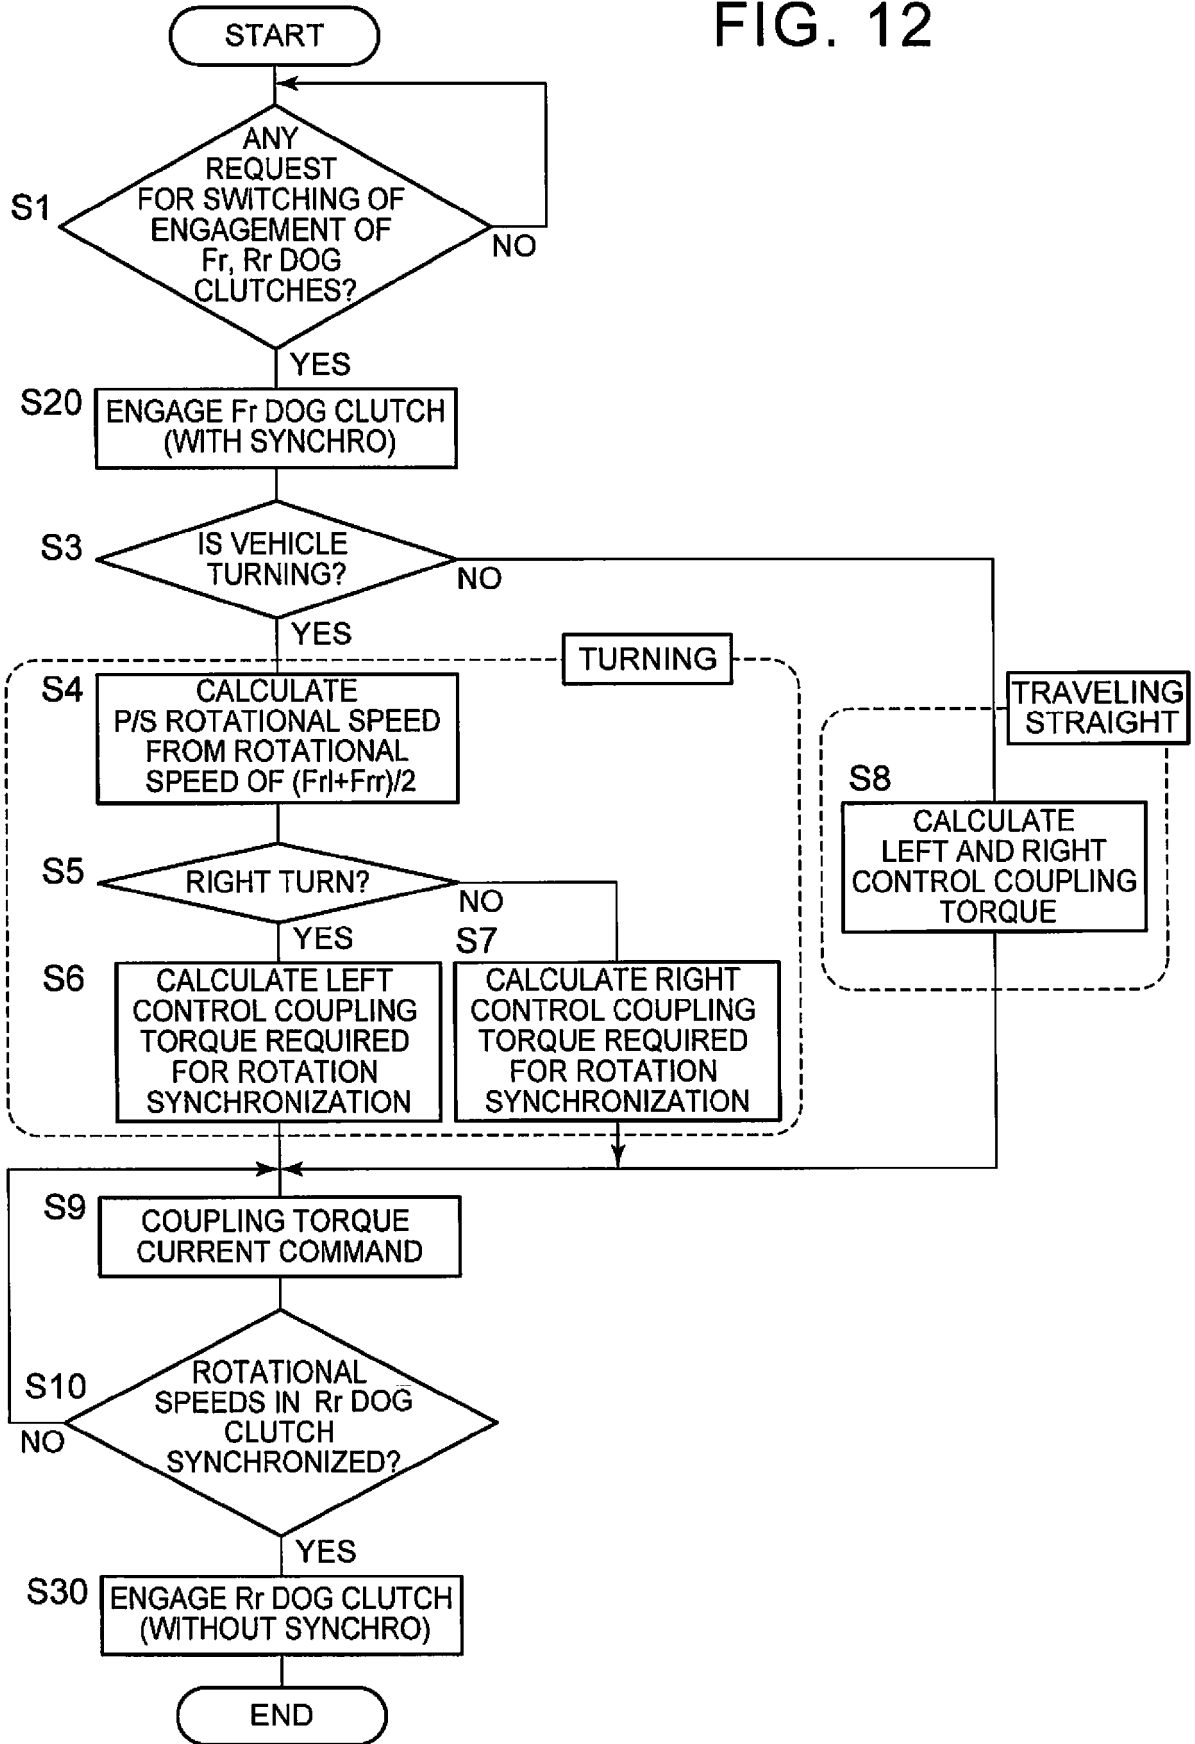 FIG. 12
START
ANY
REQUEST
FOR SWITCHING OF
ENGAGEMENT OF
Fr, Rr DOG
CLUTCHES?
S1
NO
YES
S20
ENGAGE Fr DOG CLUTCH
(WITH SYNCHRO)
S3
IS VEHICLE
TURNING?
NO
YES
TURNING
S4
CALCULATE
P/S ROTATIONAL SPEED
FROM ROTATIONAL
SPEED OF (Frl+Frr)/2
TRAVELING
STRAIGHT
S8
CALCULATE
LEFT AND RIGHT
CONTROL COUPLING
TORQUE
S5
RIGHT TURN?
NO
YES
S6
CALCULATE LEFT
CONTROL COUPLING
TORQUE REQUIRED
FOR ROTATION
SYNCHRONIZATION
S7
CALCULATE RIGHT
CONTROL COUPLING
TORQUE REQUIRED
FOR ROTATION
SYNCHRONIZATION
S9
COUPLING TORQUE
CURRENT COMMAND
S10
ROTATIONAL
SPEEDS IN Rr DOG
CLUTCH
SYNCHRONIZED?
NO
YES
S30
ENGAGE Rr DOG CLUTCH
(WITHOUT SYNCHRO)
END